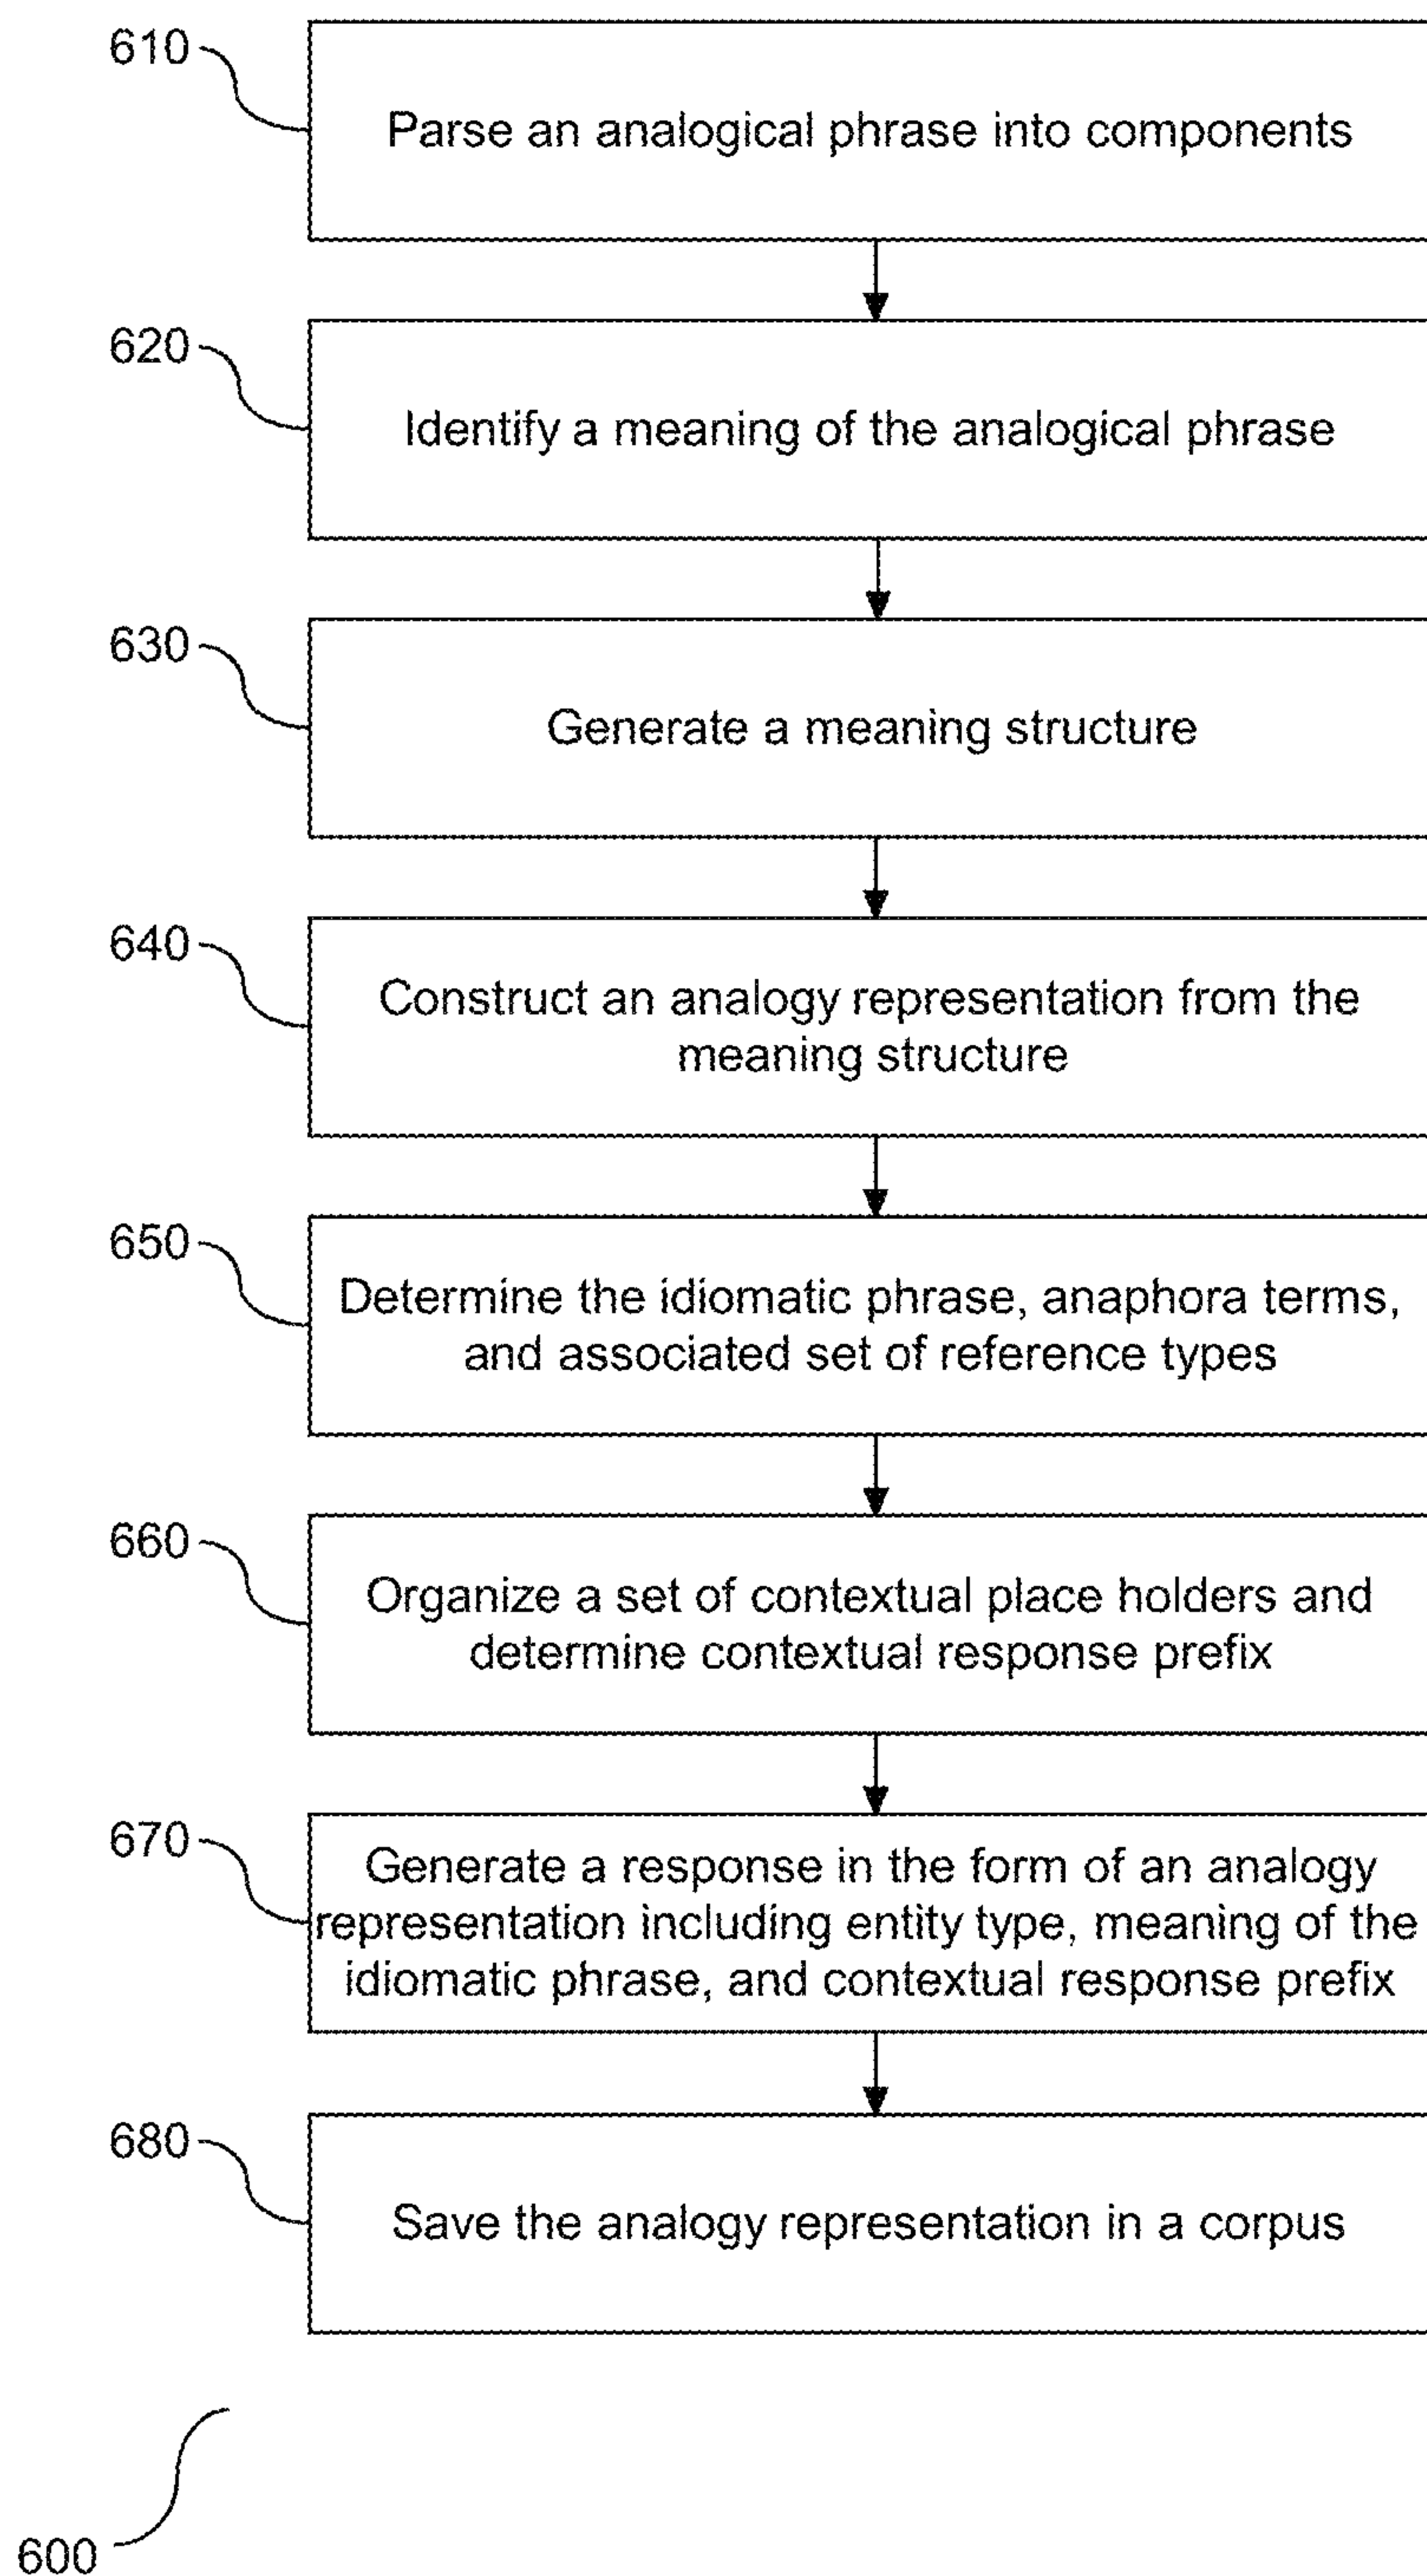 610
Parse an analogical phrase into components
620
Identify a meaning of the analogical phrase
630
Generate a meaning structure
640
Construct an analogy representation from the
meaning structure
650
Determine the idiomatic phrase, anaphora terms,
and associated set of reference types
660
Organize a set of contextual place holders and
determine contextual response prefix
670
Generate a response in the form of an analogy
representation including entity type, meaning of the
idiomatic phrase, and contextual response prefix
680
Save the analogy representation in a corpus
600